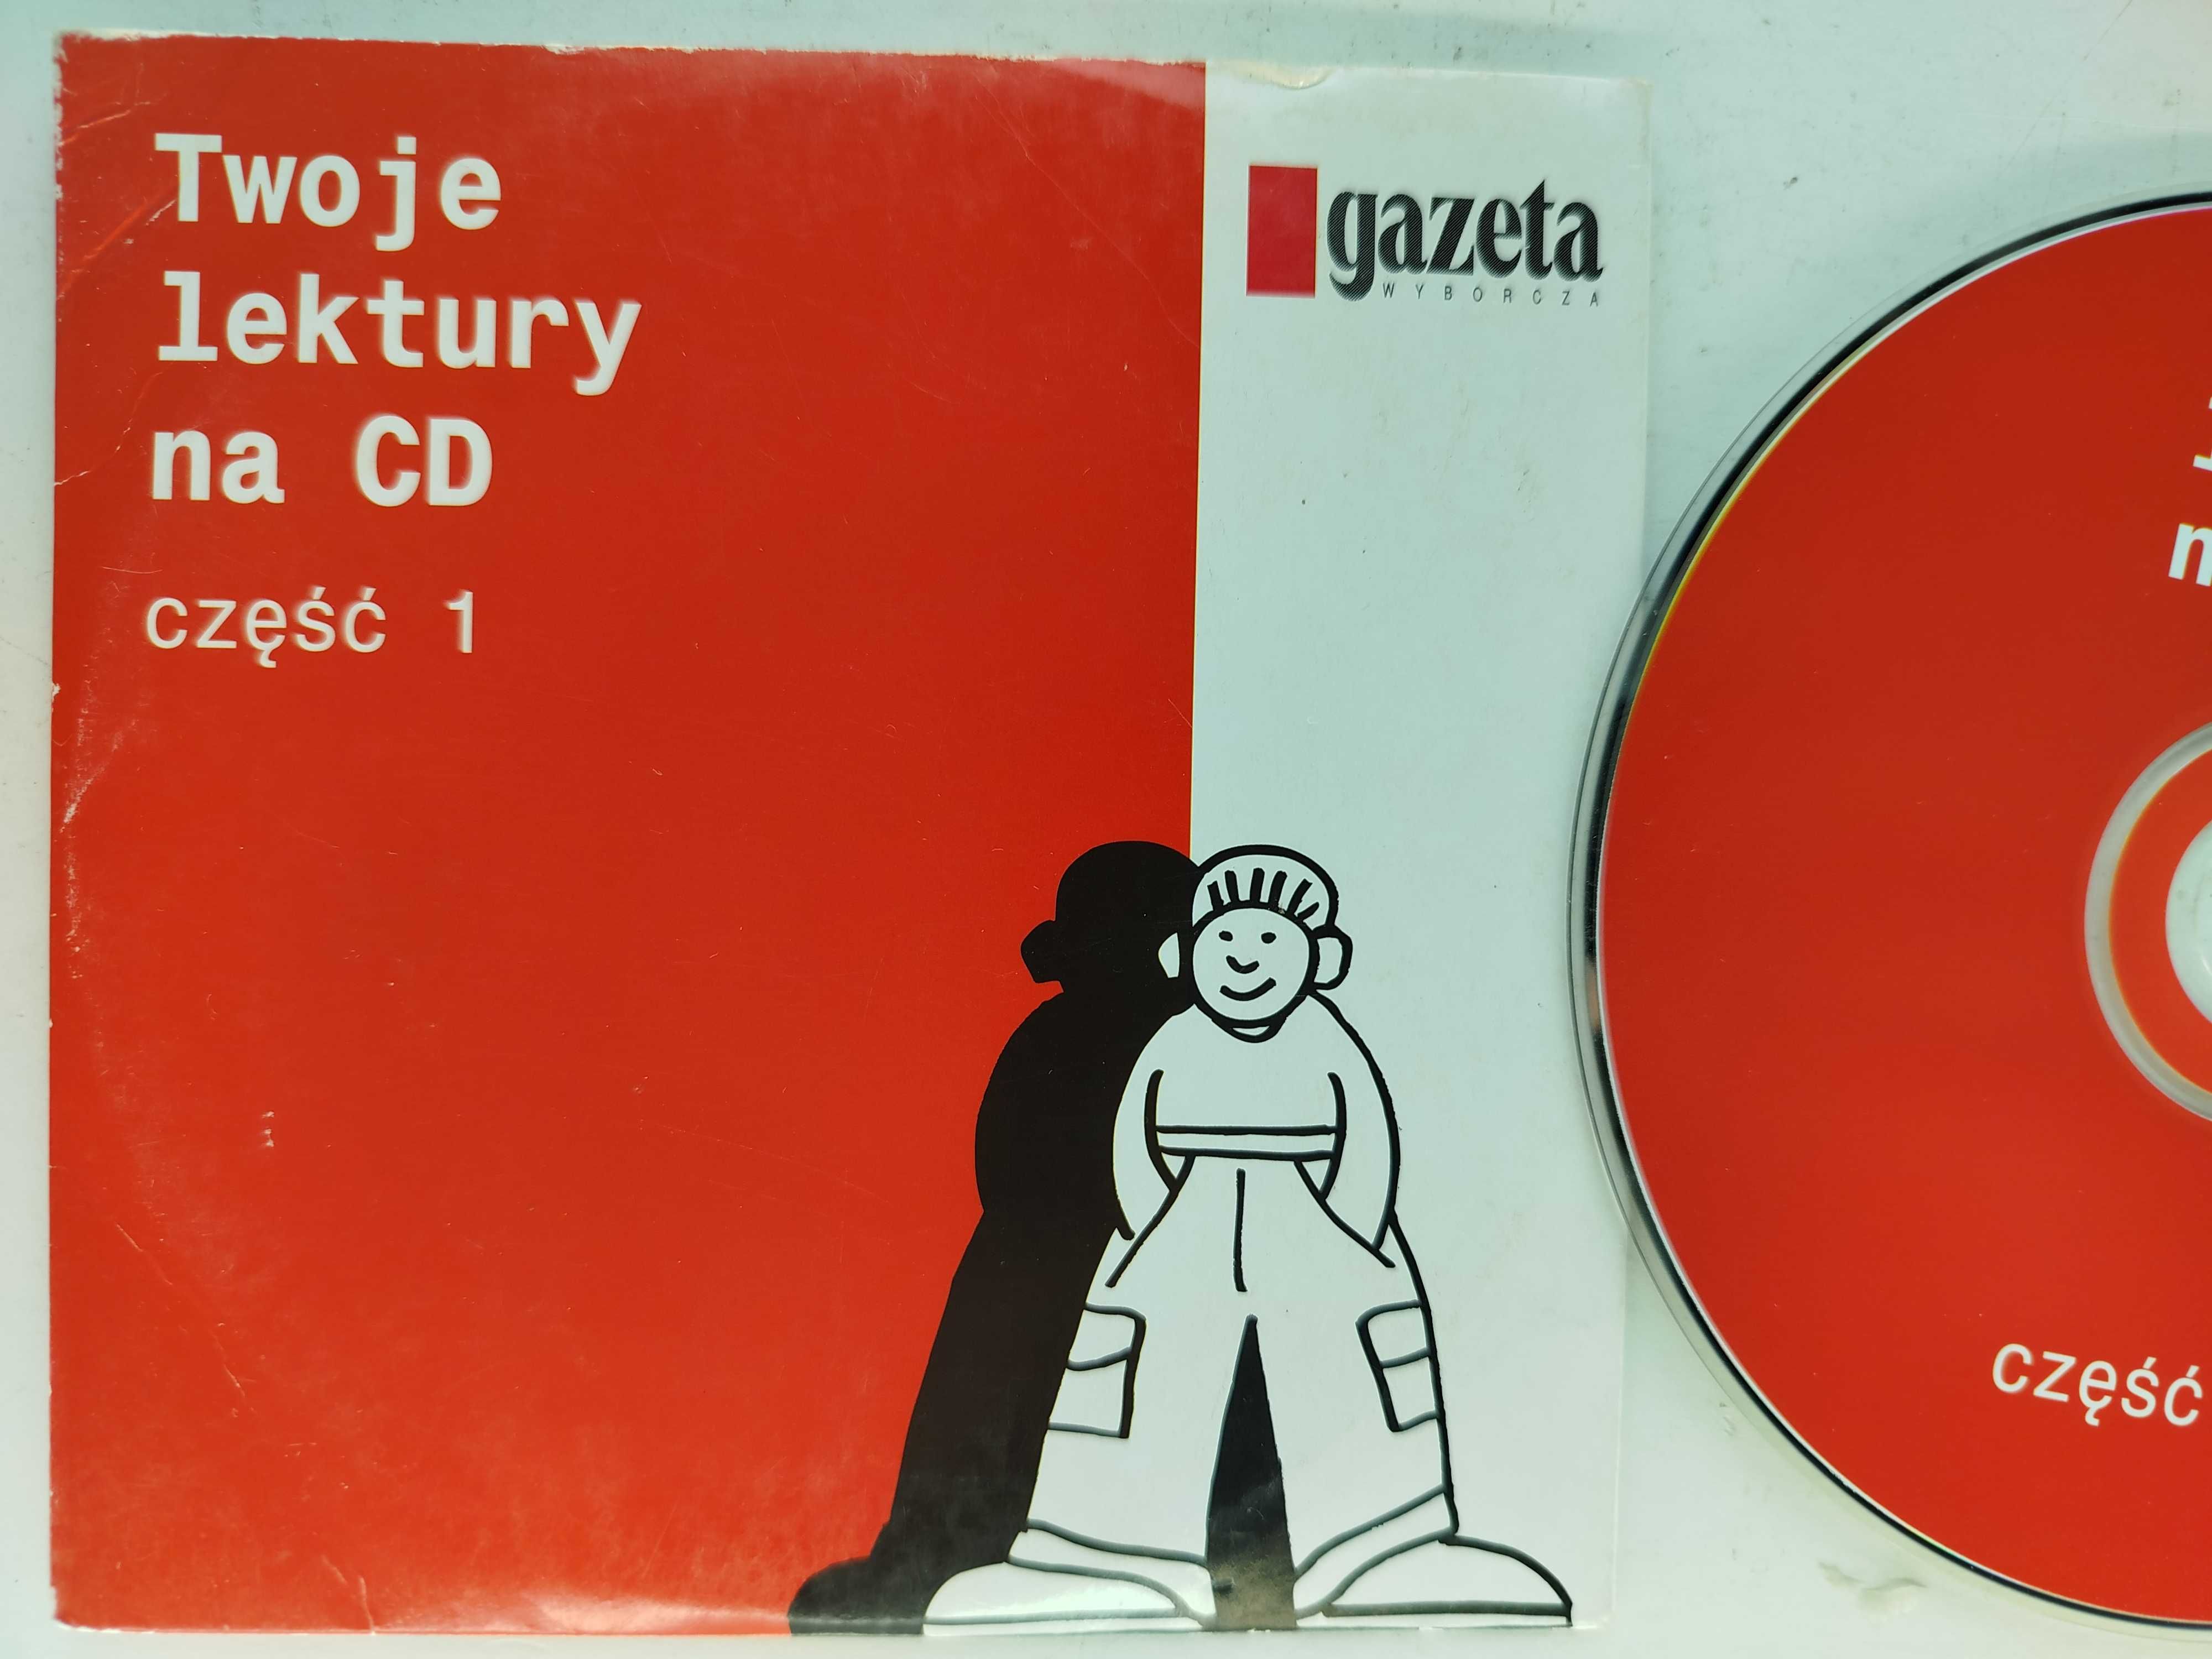 Twoje
lektury
na CD
część 1
gazeta
WYBORCZA
część